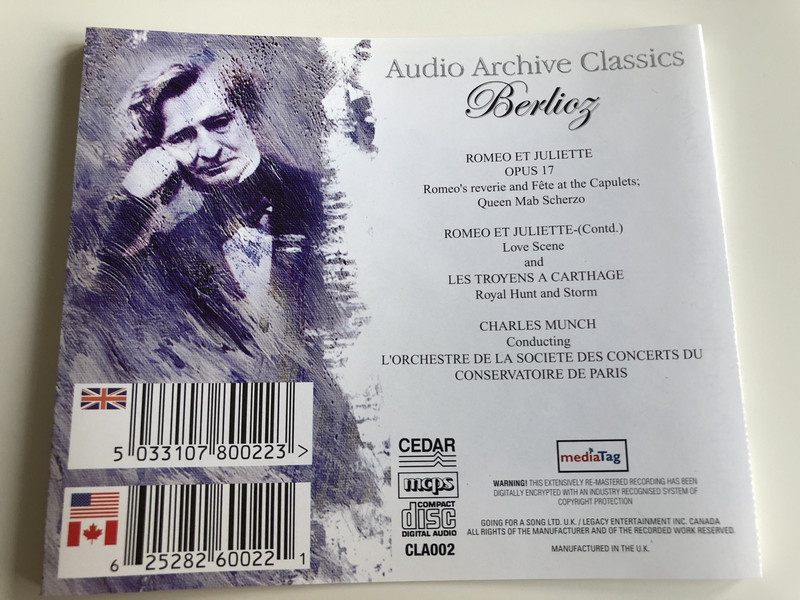 Audio Archive Classics
Berlioz
ROMEO ET JULIETTE
OPUS 17
Romeo's reverie and Fête at the Capulets;
Queen Mab Scherzo
ROMEO ET JULIETTE-(Contd.)
Love Scene
and
LES TROYENS A CARTHAGE
Royal Hunt and Storm
CHARLES MUNCH
Conducting
L'ORCHESTRE DE LA SOCIETE DES CONCERTS DU
CONSERVATOIRE DE PARIS
5 033107 800223 >
6 25282 60022 1
CEDAR
mcps
COMPACT
disc
DIGITAL AUDIO
CLA002
mediaTag
WARNING! THIS EXTENSIVELY RE-MASTERED RECORDING HAS BEEN
DIGITALLY ENCRYPTED WITH AN INDUSTRY RECOGNISED SYSTEM OF
COPYRIGHT PROTECTION
GOING FOR A SONG LTD. U.K. / LEGACY ENTERTAINMENT INC. CANADA
ALL RIGHTS OF THE MANUFACTURER AND OF THE RECORDED WORK RESERVED.
MANUFACTURED IN THE U.K.